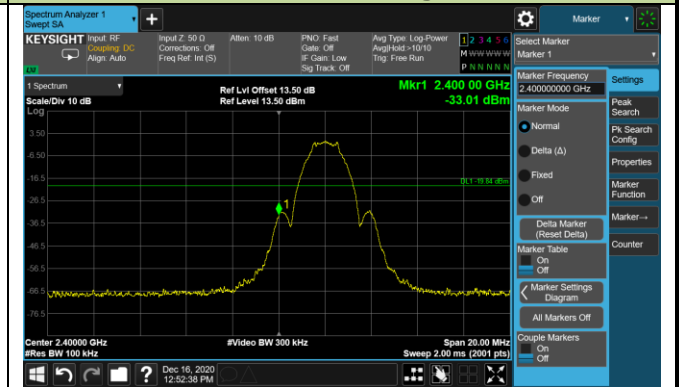 Spectrum Analyzer 1
Swept SA
+
Marker
KEYSIGHT Input: RF Input Z: 50 Ω Atten: 10 dB PNO: Fast Avg Type: Log-Power 1 2 3 4 5 6
Coupling: DC Corrections: Off Gate: Off Avg|Hold:>10/10 M W W W W W
Align: Auto Freq Ref: Int (S) IF Gain: Low Trig: Free Run P N N N N N
Sig Track: Off
Select Marker
Marker 1
1 Spectrum
Scale/Div 10 dB
Log
Ref Lvl Offset 13.50 dB
Ref Level 13.50 dBm
Mkr1 2.400 00 GHz
-33.01 dBm
3.50
-6.50
-16.5
-26.5
-36.5
-46.5
-56.5
-66.5
-76.5
DL1 -19.84 dBm
1
Center 2.40000 GHz
#Res BW 100 kHz
#Video BW 300 kHz
Span 20.00 MHz
Sweep 2.00 ms (2001 pts)
Marker Frequency
2.400000000 GHz
Marker Mode
Normal
Delta (Δ)
Fixed
Off
Delta Marker
(Reset Delta)
Marker Table
On
Off
Marker Settings
Diagram
All Markers Off
Couple Markers
On
Off
Settings
Peak
Search
Pk Search
Config
Properties
Marker
Function
Marker→
Counter
?
Dec 16, 2020
12:52:38 PM